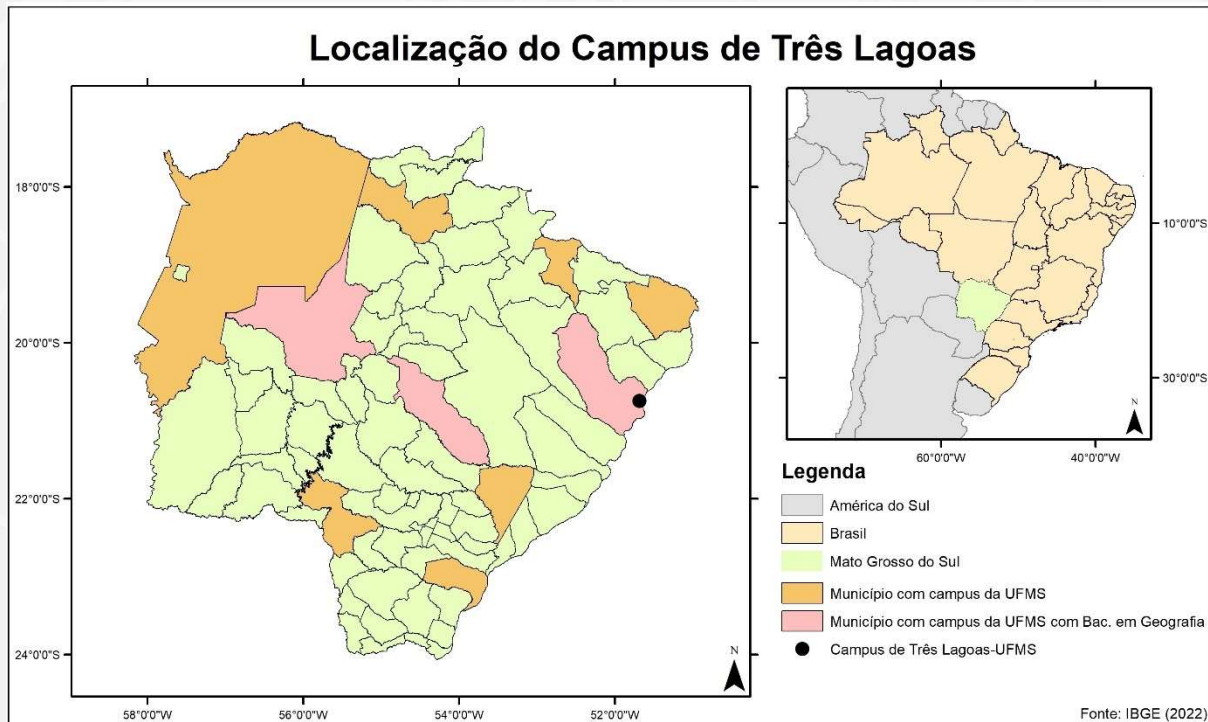 Localização do Campus de Três Lagoas
18°0'0"S
20°0'0"S
22°0'0"S
24°0'0"S
58°0'0"W
56°0'0"W
54°0'0"W
52°0'0"W
N
10°0'0"S
30°0'0"S
60°0'0"W
40°0'0"W
N
Legenda
América do Sul
Brasil
Mato Grosso do Sul
Município com campus da UFMS
Município com campus da UFMS com Bac. em Geografia
Campus de Três Lagoas-UFMS
Fonte: IBGE (2022)